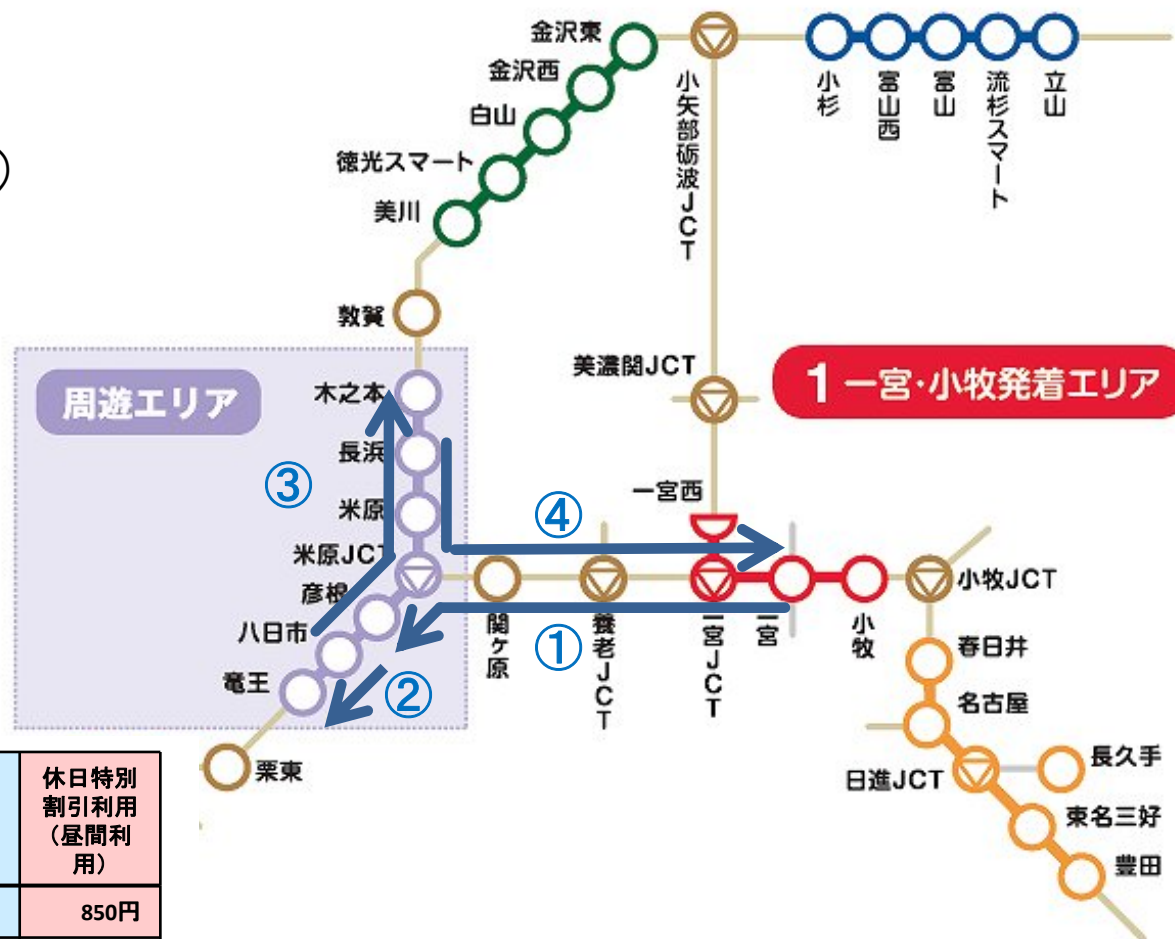 金沢東
金沢西
白山
徳光スマート
美川
敦賀
小矢部砺波JCT
小杉
富山西
富山
流杉スマート
立山
周遊エリア
木之本
長浜
米原
米原JCT
彦根
八日市
竜王
栗東
③
②
①
④
美濃関JCT
1 一宮・小牧発着エリア
一宮西
関ヶ原
養老JCT
一宮JCT
一宮
小牧
小牧JCT
春日井
名古屋
日進JCT
長久手
東名三好
豊田
休日特別
割引利用
（昼間利
用）
850円